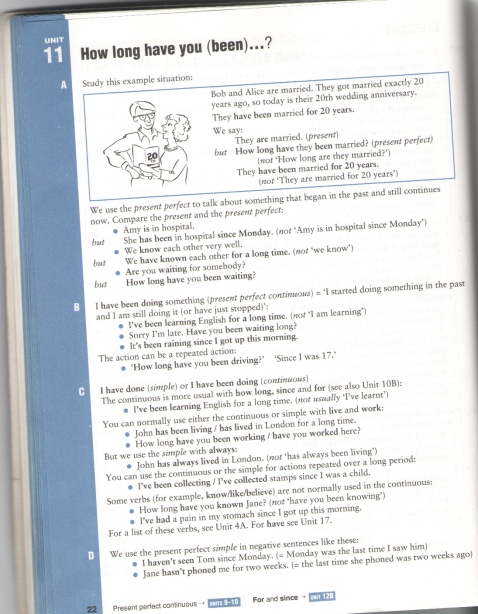 UNIT
11
How long have you (been)...?
A
Study this example situation:
Bob and Alice are married. They got married exactly 20
years ago, so today is their 20th wedding anniversary.
They have been married for 20 years.
We say:
They are married. (present)
but How long have they been married? (present perfect)
(not 'How long are they married?')
They have been married for 20 years.
(not 'They are married for 20 years')
20
We use the present perfect to talk about something that began in the past and still continues
now. Compare the present and the present perfect:
• Amy is in hospital.
but She has been in hospital since Monday. (not 'Amy is in hospital since Monday')
• We know each other very well.
but We have known each other for a long time. (not 'we know')
• Are you waiting for somebody?
but How long have you been waiting?
B
I have been doing something (present perfect continuous) = 'I started doing something in the past
and I am still doing it (or have just stopped)':
• I've been learning English for a long time. (not 'I am learning')
• Sorry I'm late. Have you been waiting long?
• It's been raining since I got up this morning.
The action can be a repeated action:
• 'How long have you been driving?' 'Since I was 17.'
C
I have done (simple) or I have been doing (continuous)
The continuous is more usual with how long, since and for (see also Unit 10B):
• I've been learning English for a long time. (not usually 'I've learnt')
You can normally use either the continuous or simple with live and work:
• John has been living / has lived in London for a long time.
• How long have you been working / have you worked here?
But we use the simple with always:
• John has always lived in London. (not 'has always been living')
You can use the continuous or the simple for actions repeated over a long period:
• I've been collecting / I've collected stamps since I was a child.
Some verbs (for example, know/like/believe) are not normally used in the continuous:
• How long have you known Jane? (not 'have you been knowing')
• I've had a pain in my stomach since I got up this morning.
For a list of these verbs, see Unit 4A. For have see Unit 17.
D
We use the present perfect simple in negative sentences like these:
• I haven't seen Tom since Monday. (= Monday was the last time I saw him)
• Jane hasn't phoned me for two weeks. (= the last time she phoned was two weeks ago)
22 Present perfect continuous → UNITS 9–10 For and since → UNIT 12B